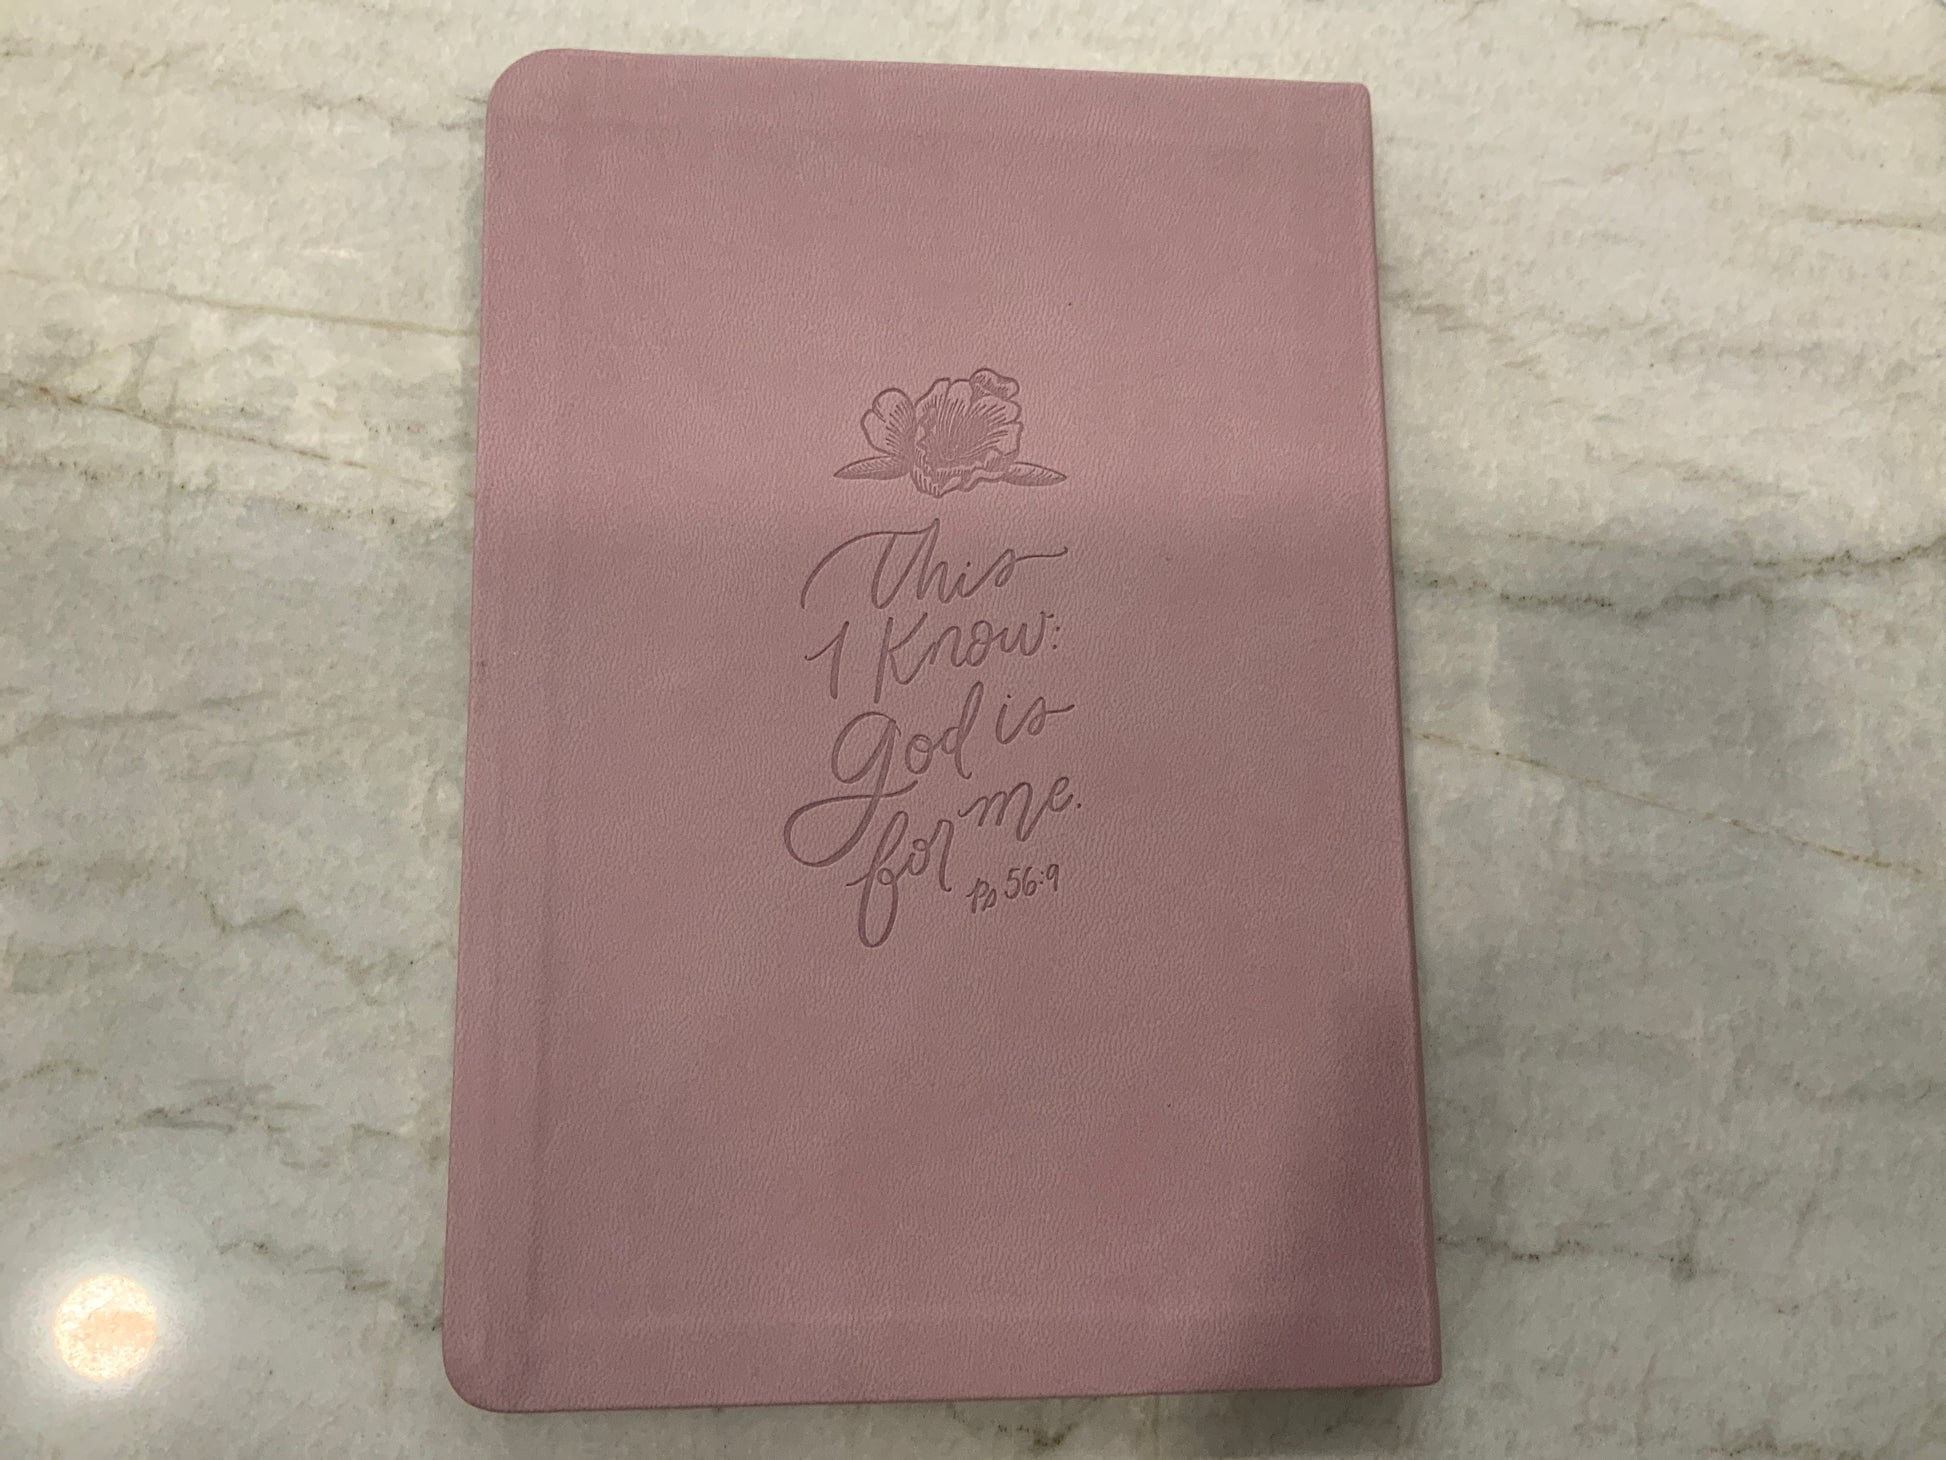 This
I Know:
God is
for me.
Ps 56:9